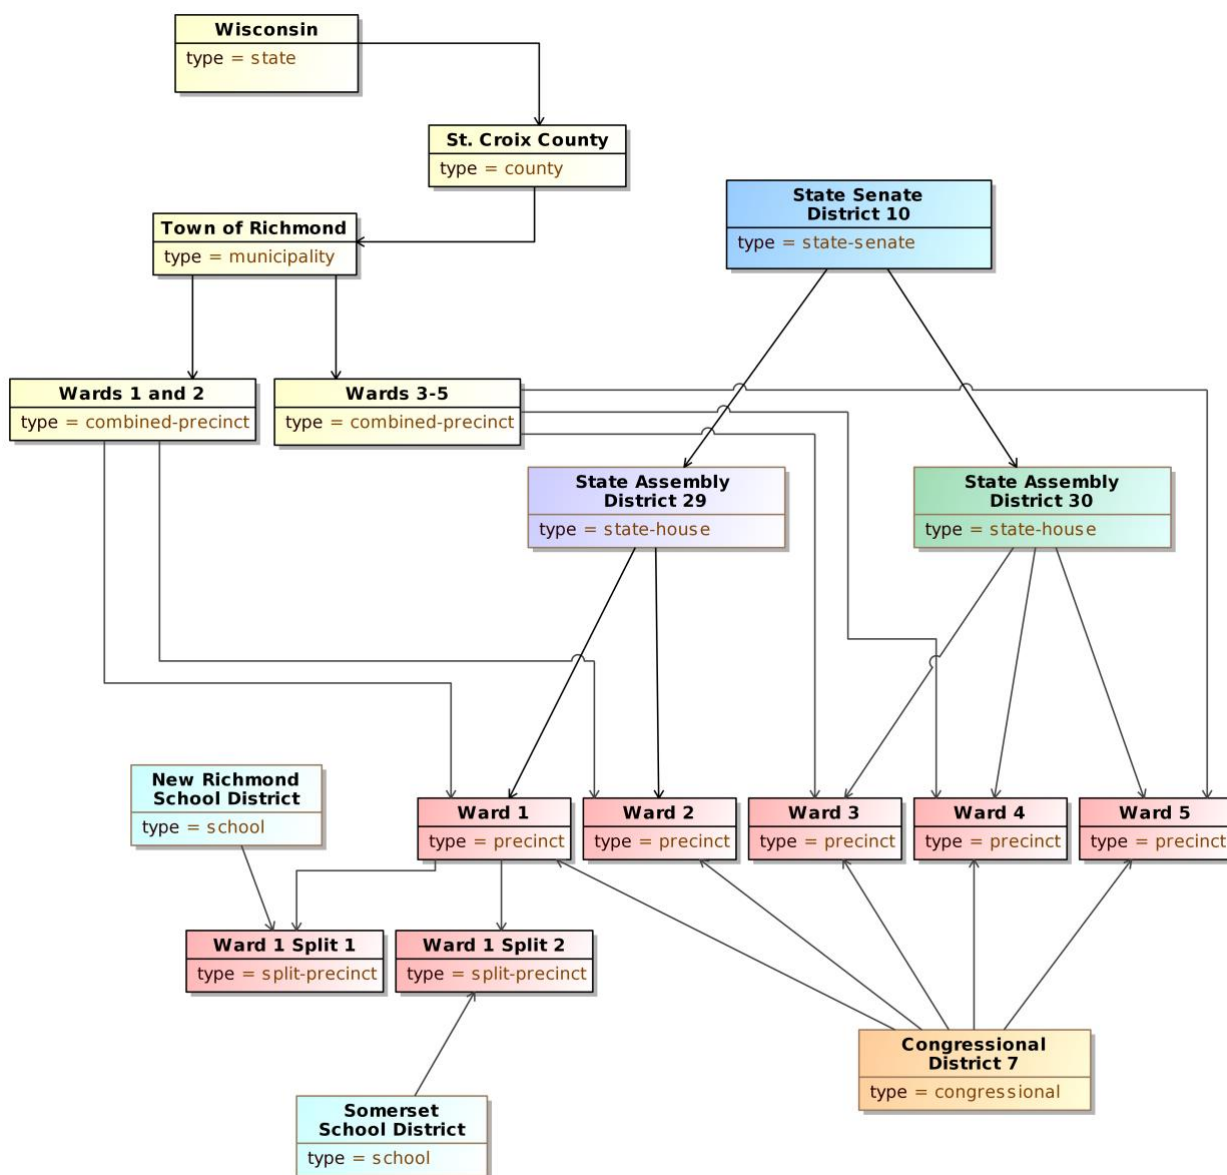 Wisconsin
type = state
St. Croix County
type = county
State Senate
District 10
type = state-senate
Town of Richmond
type = municipality
Wards 1 and 2
type = combined-precinct
Wards 3-5
type = combined-precinct
State Assembly
District 29
type = state-house
State Assembly
District 30
type = state-house
New Richmond
School District
type = school
Ward 1
type = precinct
Ward 2
type = precinct
Ward 3
type = precinct
Ward 4
type = precinct
Ward 5
type = precinct
Ward 1 Split 1
type = split-precinct
Ward 1 Split 2
type = split-precinct
Congressional
District 7
type = congressional
Somerset
School District
type = school